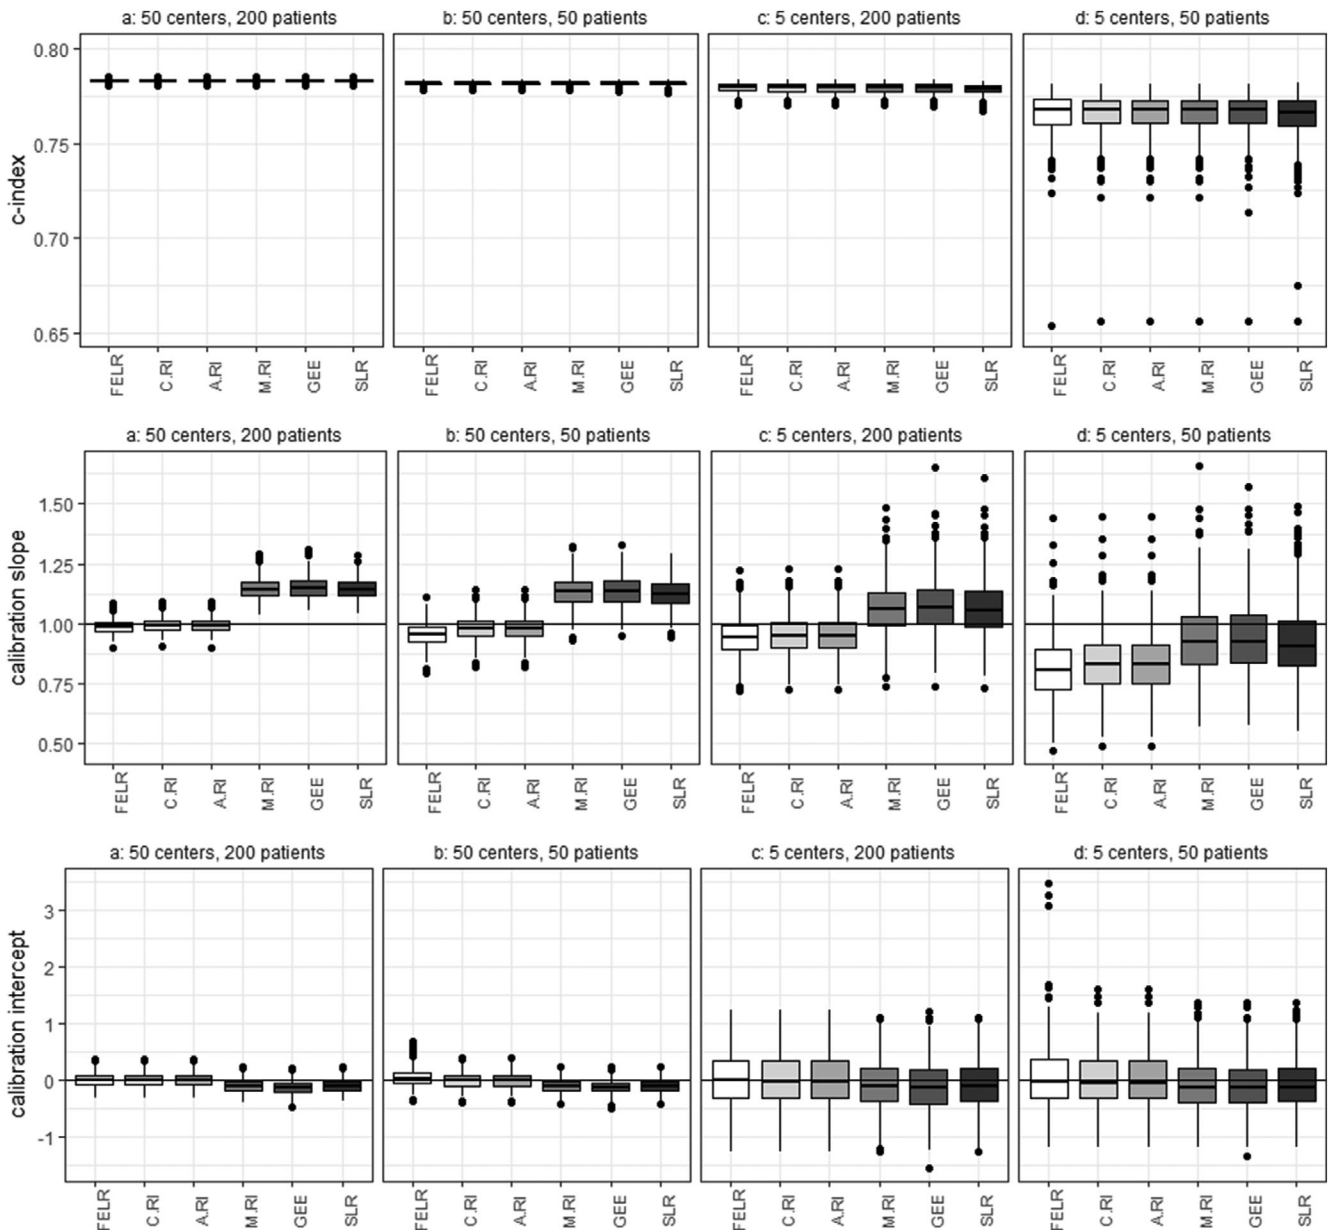 a: 50 centers, 200 patients b: 50 centers, 50 patients c: 5 centers, 200 patients d: 5 centers, 50 patients
0.80
0.75
0.70
0.65
c-index
FELR C.RI A.RI M.RI GEE SLR FELR C.RI A.RI M.RI GEE SLR FELR C.RI A.RI M.RI GEE SLR FELR C.RI A.RI M.RI GEE SLR
a: 50 centers, 200 patients b: 50 centers, 50 patients c: 5 centers, 200 patients d: 5 centers, 50 patients
1.50
1.25
1.00
0.75
0.50
calibration slope
FELR C.RI A.RI M.RI GEE SLR FELR C.RI A.RI M.RI GEE SLR FELR C.RI A.RI M.RI GEE SLR FELR C.RI A.RI M.RI GEE SLR
a: 50 centers, 200 patients b: 50 centers, 50 patients c: 5 centers, 200 patients d: 5 centers, 50 patients
3
2
1
0
-1
calibration intercept
FELR C.RI A.RI M.RI GEE SLR FELR C.RI A.RI M.RI GEE SLR FELR C.RI A.RI M.RI GEE SLR FELR C.RI A.RI M.RI GEE SLR